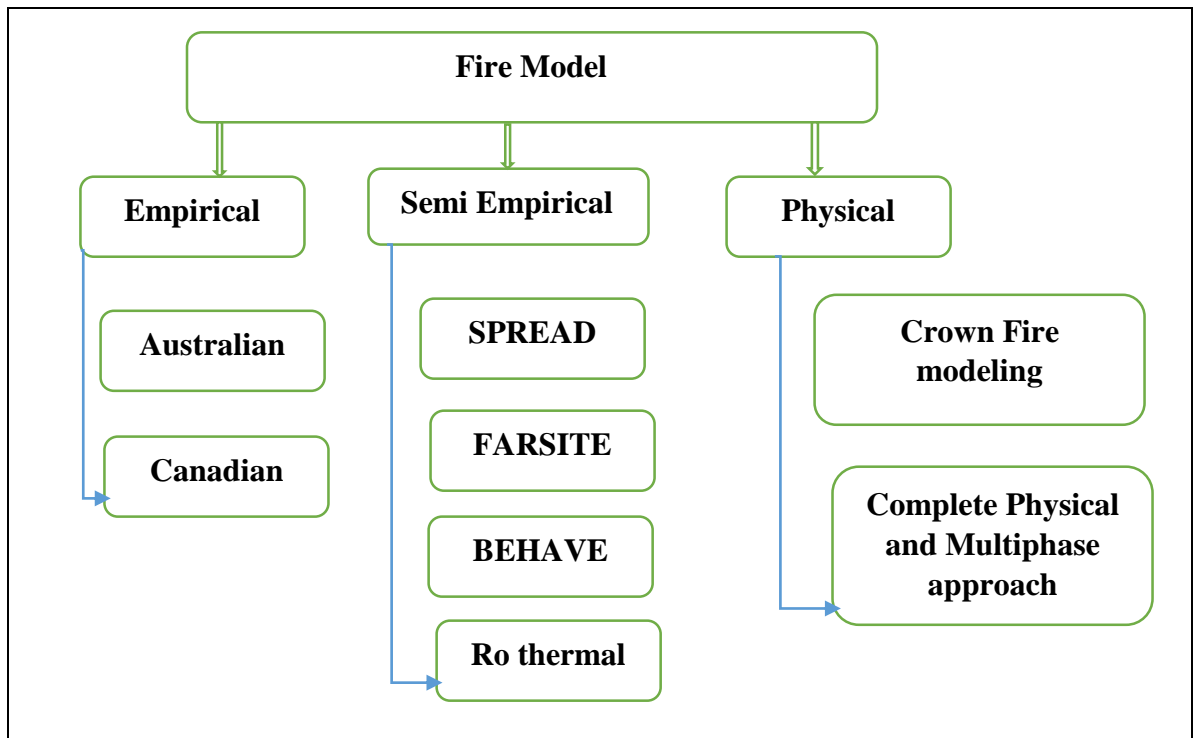 Fire Model
Empirical
Semi Empirical
Physical
Australian
Canadian
SPREAD
FARSITE
BEHAVE
Ro thermal
Crown Fire
modeling
Complete Physical
and Multiphase
approach